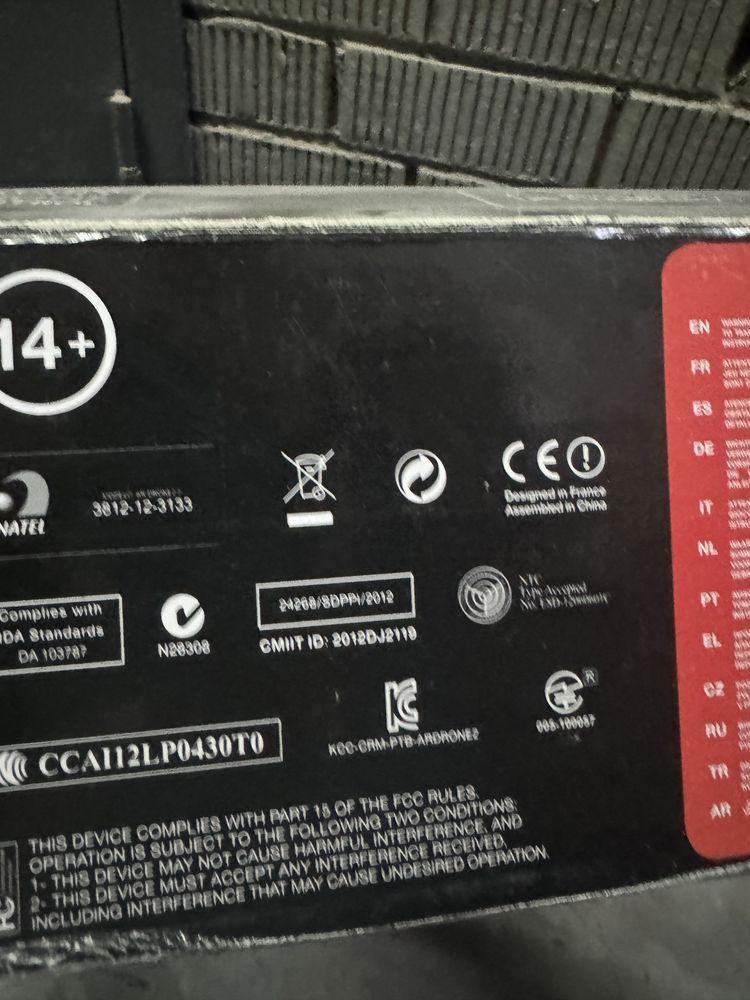 14+
EN
FR
ES
DE
IT
NL
PT
EL
CZ
RU
TR
AR
NATEL
3812-12-3133
CE
Designed in France
Assembled in China
Complies with
IDA Standards
DA 103787
N28308
24268/SDPPI/2012
CMIIT ID: 2012DJ2119
NTC
Type Accepted
CCAI12LP0430T0
KCC-CRM-PTB-ARDRONE2
R
THIS DEVICE COMPLIES WITH PART 15 OF THE FCC RULES.
OPERATION IS SUBJECT TO THE FOLLOWING TWO CONDITIONS:
1- THIS DEVICE MAY NOT CAUSE HARMFUL INTERFERENCE, AND
2- THIS DEVICE MUST ACCEPT ANY INTERFERENCE RECEIVED,
INCLUDING INTERFERENCE THAT MAY CAUSE UNDESIRED OPERATION.